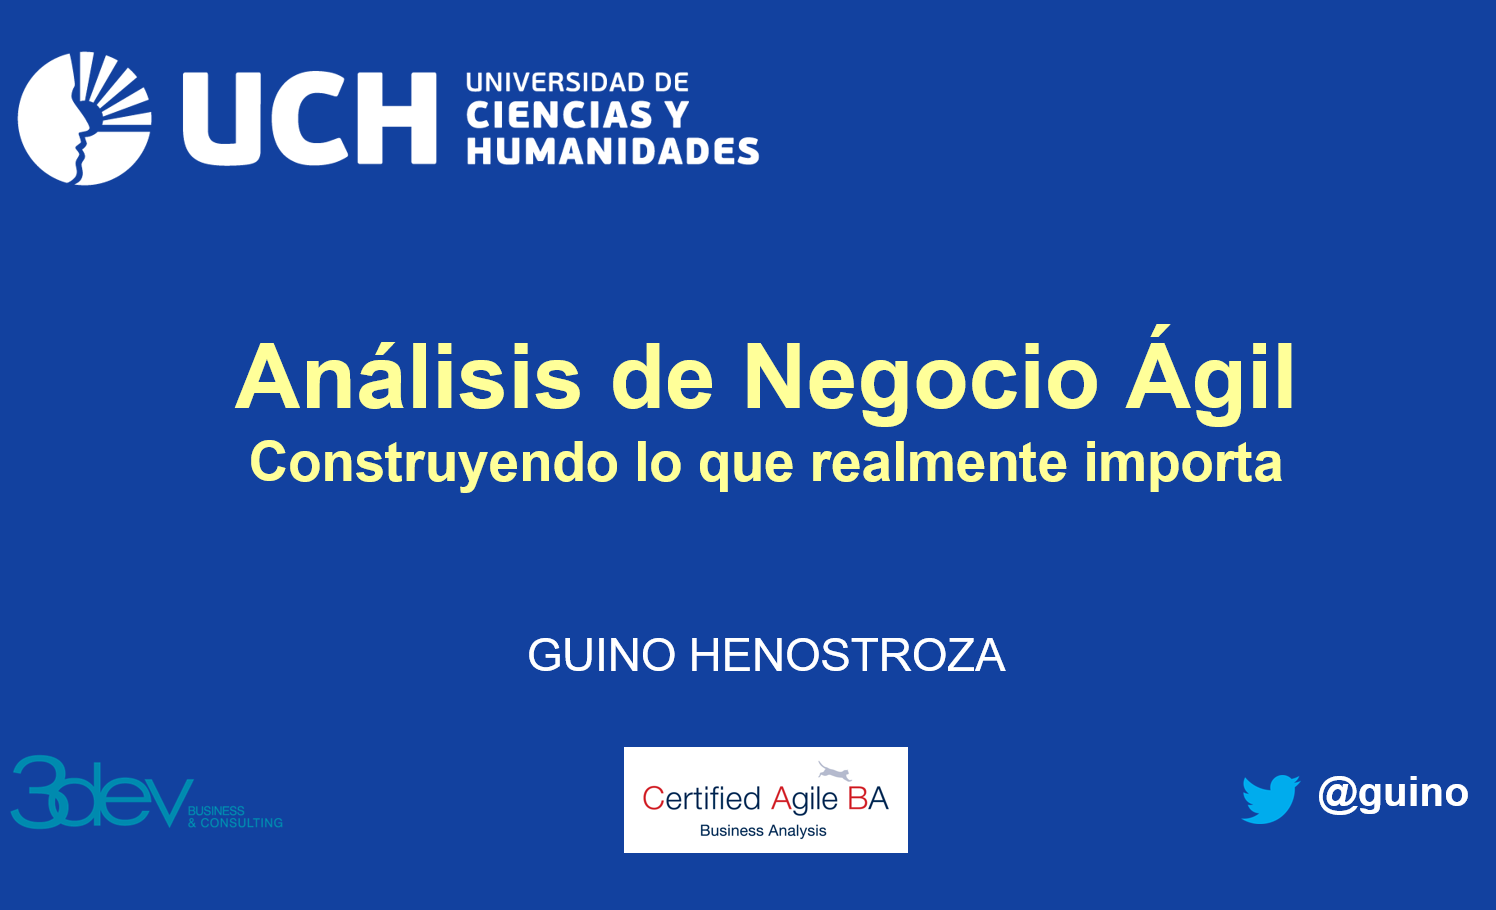 UCH
UNIVERSIDAD DE
CIENCIAS Y
HUMANIDADES
Análisis de Negocio Ágil
Construyendo lo que realmente importa
GUINO HENOSTROZA
3dev
BUSINESS
& CONSULTING
Certified Agile BA
Business Analysis
@guino